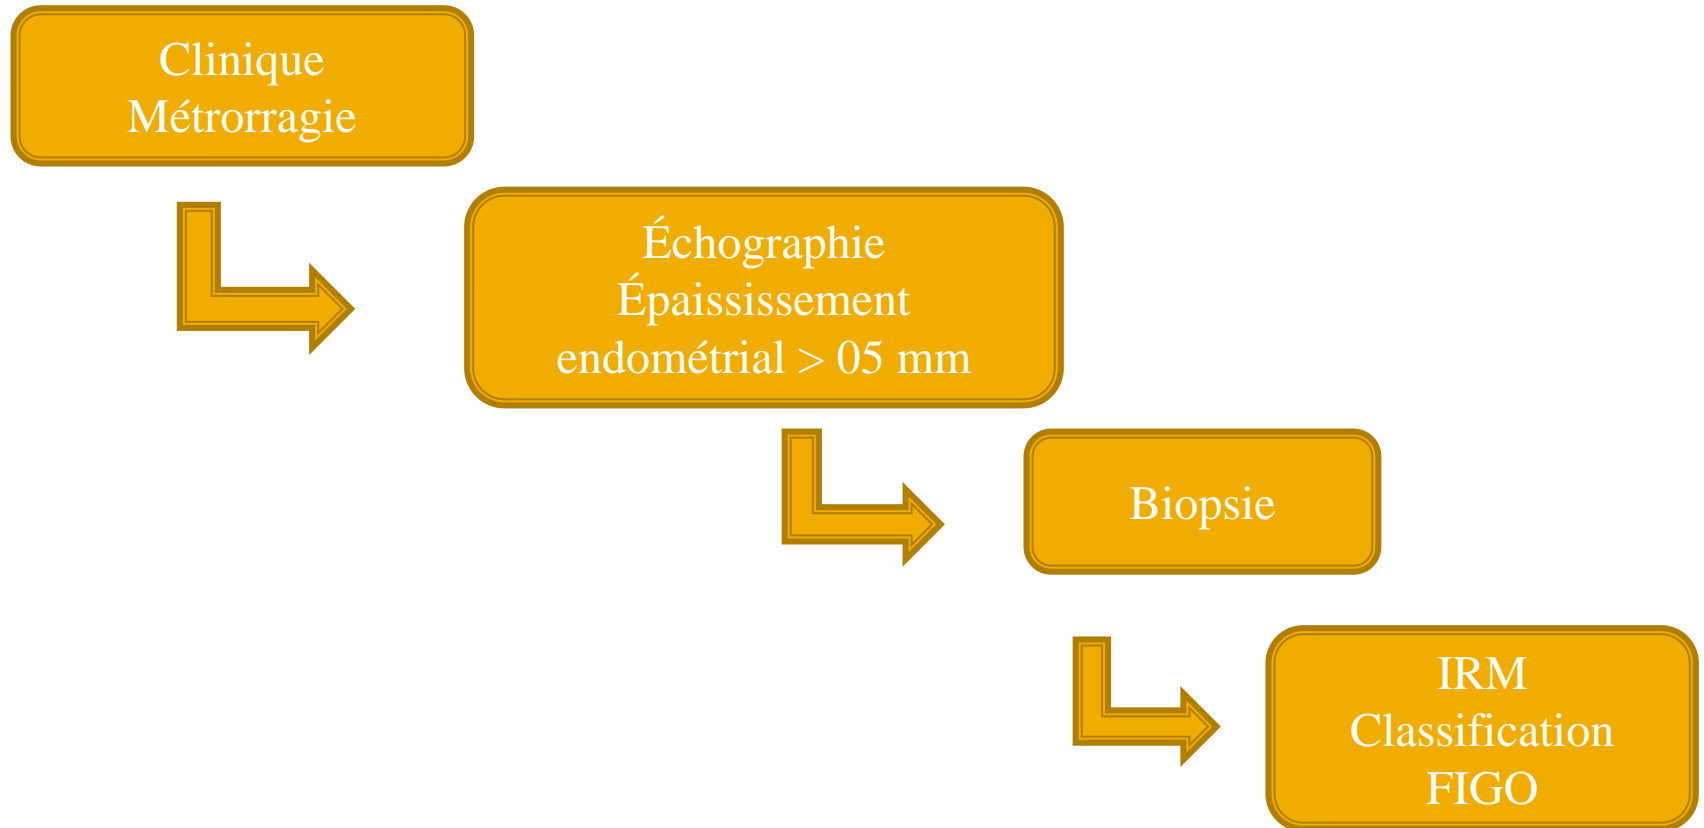 Clinique
Métrorragie
Échographie
Épaississement
endométrial > 05 mm
Biopsie
IRM
Classification
FIGO